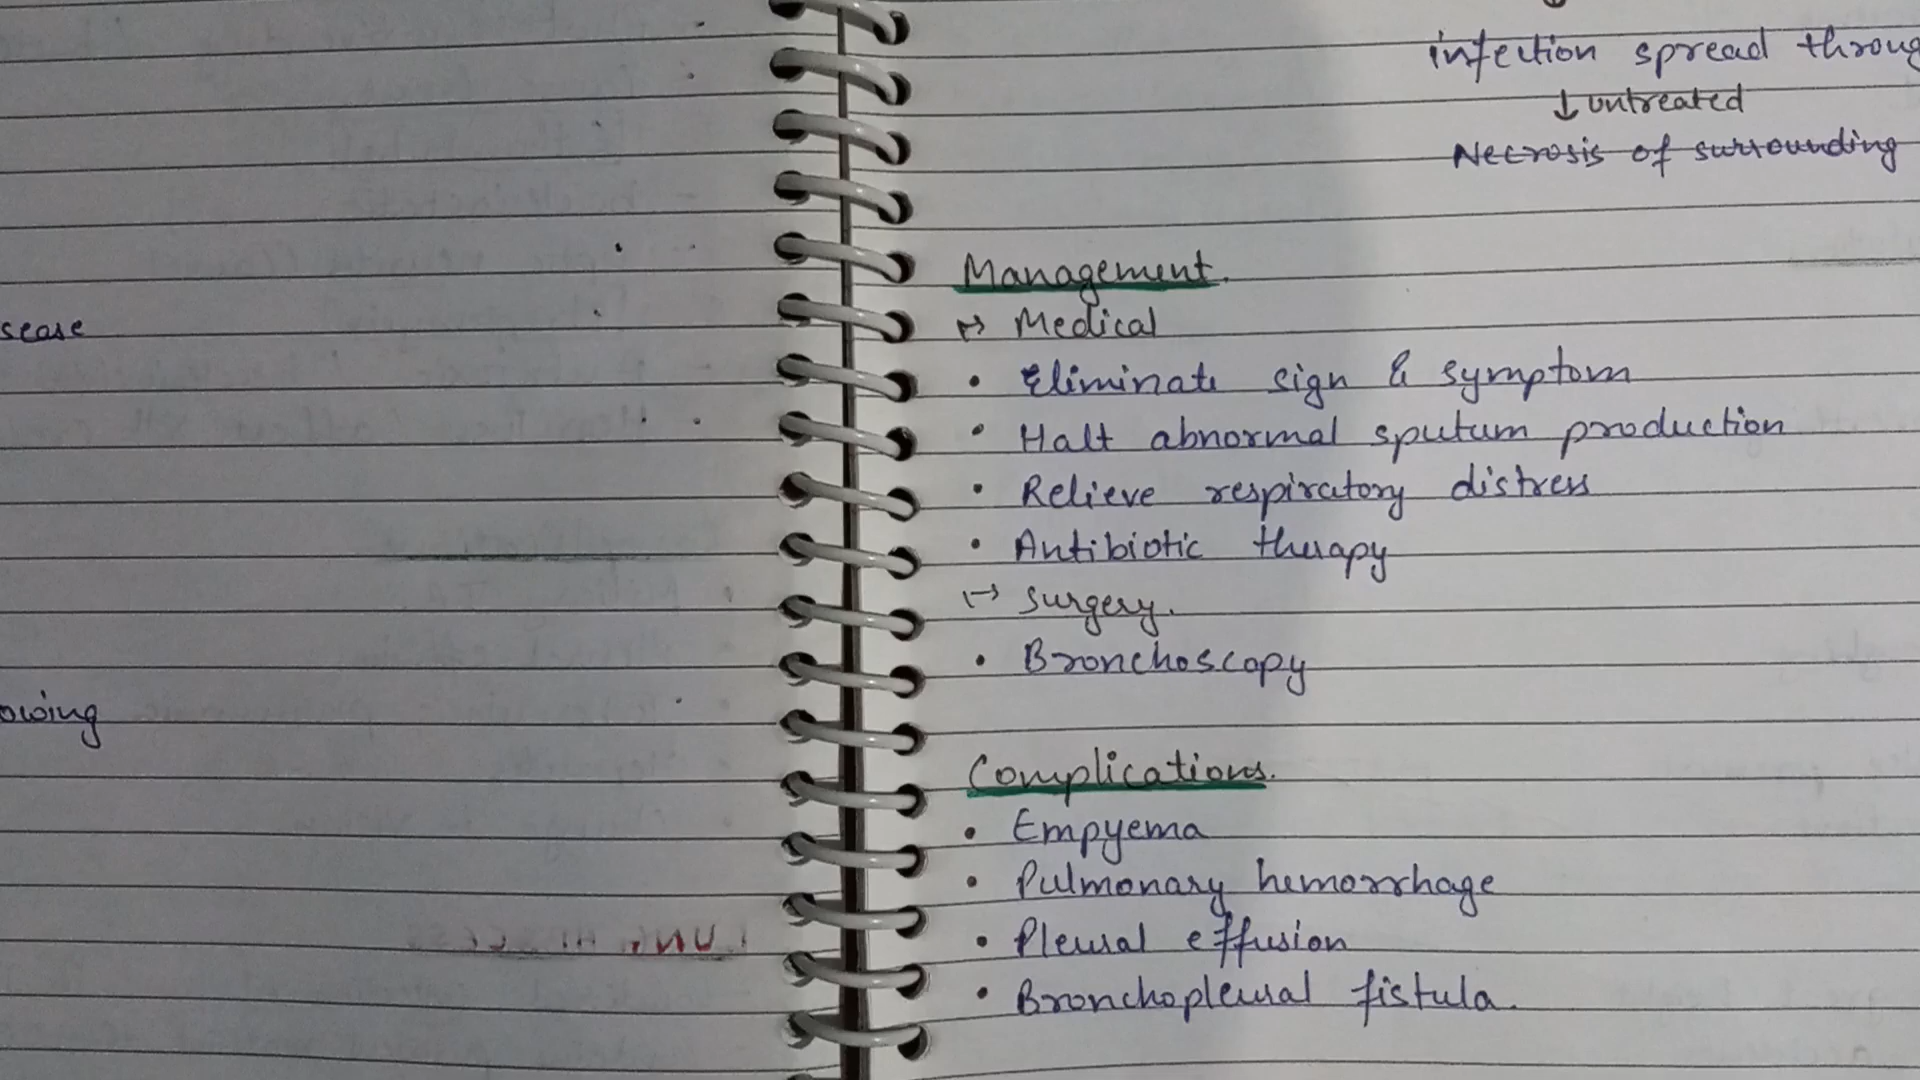 infection spread throug
↓ untreated
Necrosis of surrounding
sease
owing
Management.
↦ Medical
• Eliminate sign & symptom
• Halt abnormal sputum production
• Relieve respiratory distress
• Antibiotic therapy
↦ surgery.
• Bronchoscopy
Complications.
• Empyema
• Pulmonary hemorrhage
• Pleural effusion
• Bronchopleural fistula.